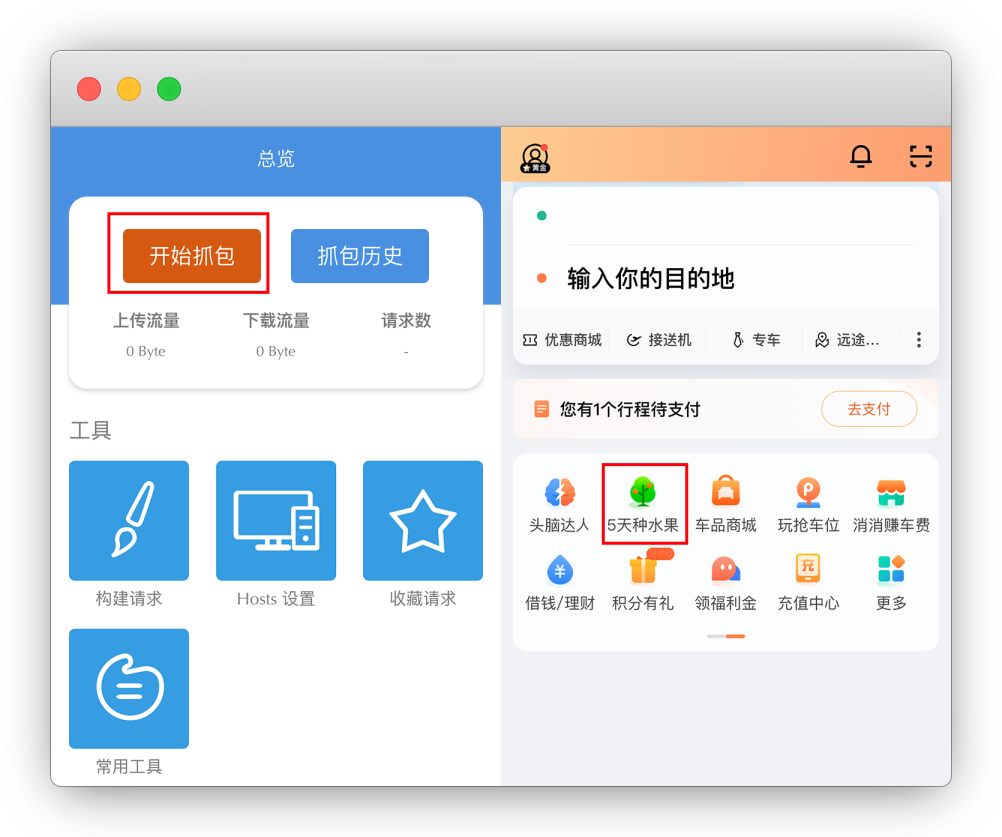 总览
开始抓包
抓包历史
上传流量
下载流量
请求数
0 Byte
0 Byte
-
工具
构建请求
Hosts 设置
收藏请求
常用工具
黄金
输入你的目的地
优惠商城
接送机
专车
远途...
您有1个行程待支付
去支付
头脑达人
5天种水果
车品商城
玩抢车位
消消赚车费
借钱/理财
积分有礼
领福利金
充值中心
更多